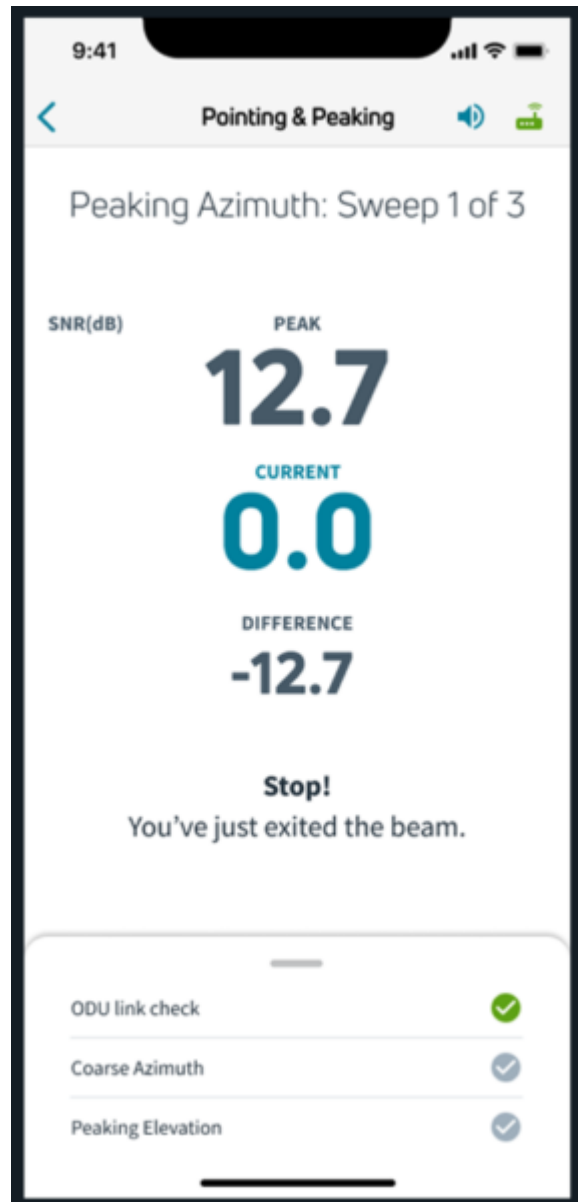 9:41
Pointing & Peaking
Peaking Azimuth: Sweep 1 of 3
SNR(dB)
PEAK
12.7
CURRENT
0.0
DIFFERENCE
-12.7
Stop!
You’ve just exited the beam.
ODU link check
Coarse Azimuth
Peaking Elevation